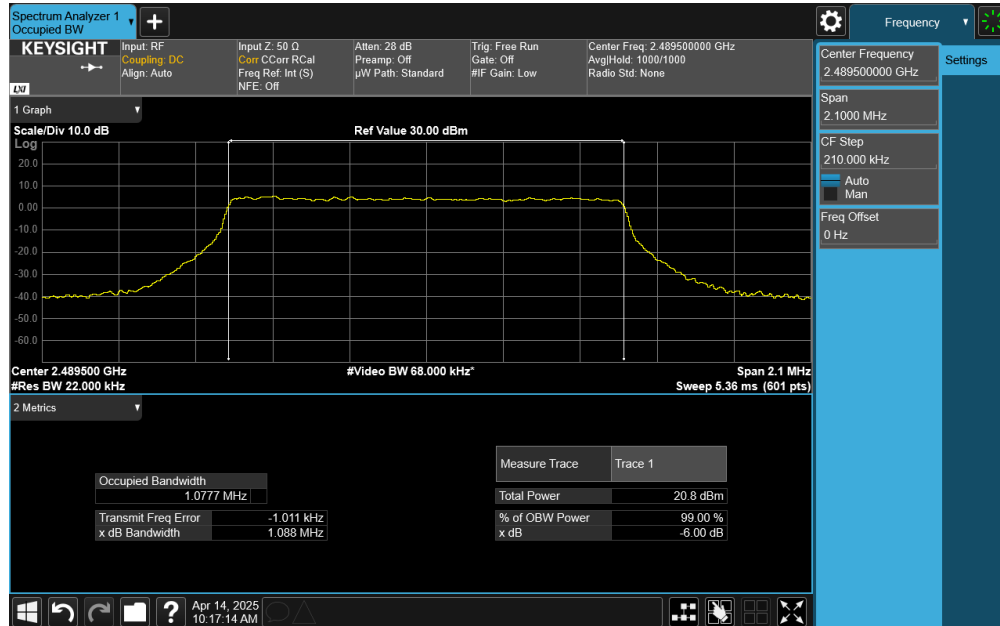 Spectrum Analyzer 1
Occupied BW
Frequency
KEYSIGHT
LXI
Input: RF
Coupling: DC
Align: Auto
Input Z: 50 Ω
Corr CCorr RCal
Freq Ref: Int (S)
NFE: Off
Atten: 28 dB
Preamp: Off
µW Path: Standard
Trig: Free Run
Gate: Off
#IF Gain: Low
Center Freq: 2.489500000 GHz
Avg|Hold: 1000/1000
Radio Std: None
Center Frequency
2.489500000 GHz
Settings
Span
2.1000 MHz
CF Step
210.000 kHz
Auto
Man
Freq Offset
0 Hz
1 Graph
Scale/Div 10.0 dB
Ref Value 30.00 dBm
Log
20.0
10.0
0.00
-10.0
-20.0
-30.0
-40.0
-50.0
-60.0
Center 2.489500 GHz
#Video BW 68.000 kHz*
Span 2.1 MHz
#Res BW 22.000 kHz
Sweep 5.36 ms (601 pts)
2 Metrics
Occupied Bandwidth
1.0777 MHz
Transmit Freq Error -1.011 kHz
x dB Bandwidth 1.088 MHz
Measure Trace Trace 1
Total Power 20.8 dBm
% of OBW Power 99.00 %
x dB -6.00 dB
Apr 14, 2025
10:17:14 AM